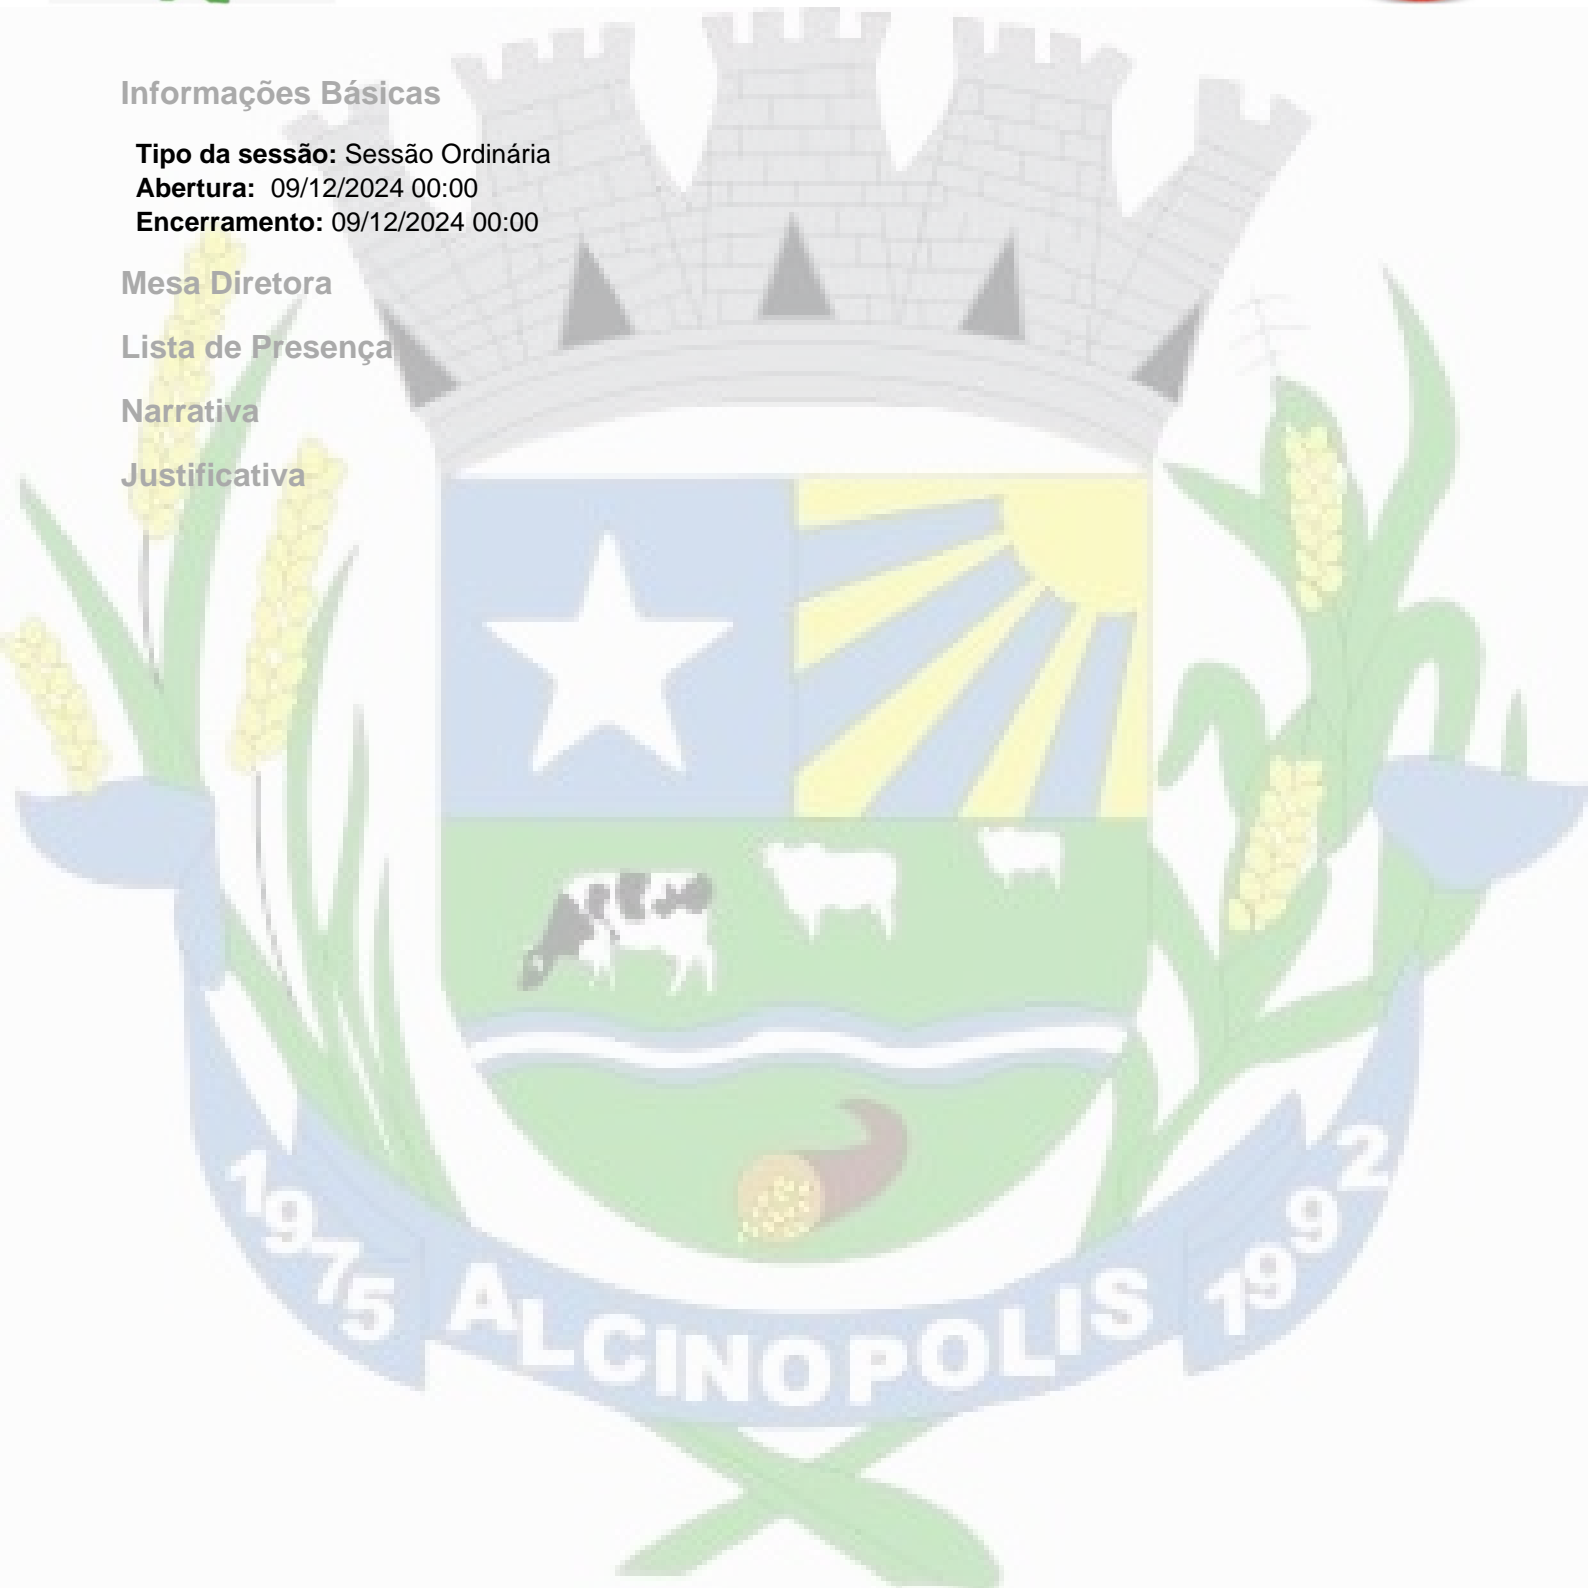 Informações Básicas
Tipo da sessão: Sessão Ordinária
Abertura: 09/12/2024 00:00
Encerramento: 09/12/2024 00:00
Mesa Diretora
Lista de Presença
Narrativa
Justificativa
1975 ALCINOPOLIS 1992